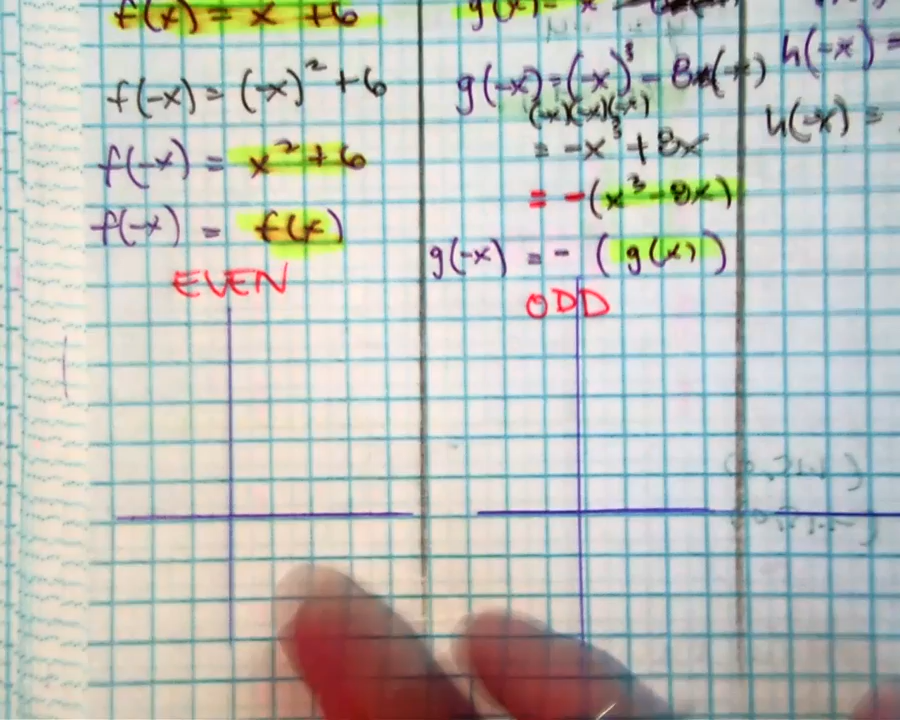 f(x) = x +6
f(-x) = (-x)² + 6
f(-x) = x² + 6
f(-x) = f(x)
EVEN
g(x) = x
g(-x) = (-x)³ - 8(-x)
(-x)(-x)(-x)
= -x³ + 8x
= -(x³ - 8x)
g(-x) = - (g(x))
ODD
h(-x) =
h(-x) =